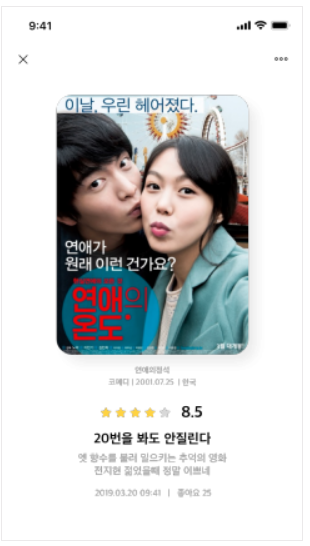 9:41
이날, 우린 헤어졌다.
연애가
원래 이런 건가요?
연애의
온도
연애의정석
코메디 | 2001.07.25 | 한국
8.5
20번을 봐도 안질린다
옛 향수를 불러 일으키는 추억의 영화
전지현 젊었을때 정말 이쁘네
2019.03.20 09:41 | 좋아요 25